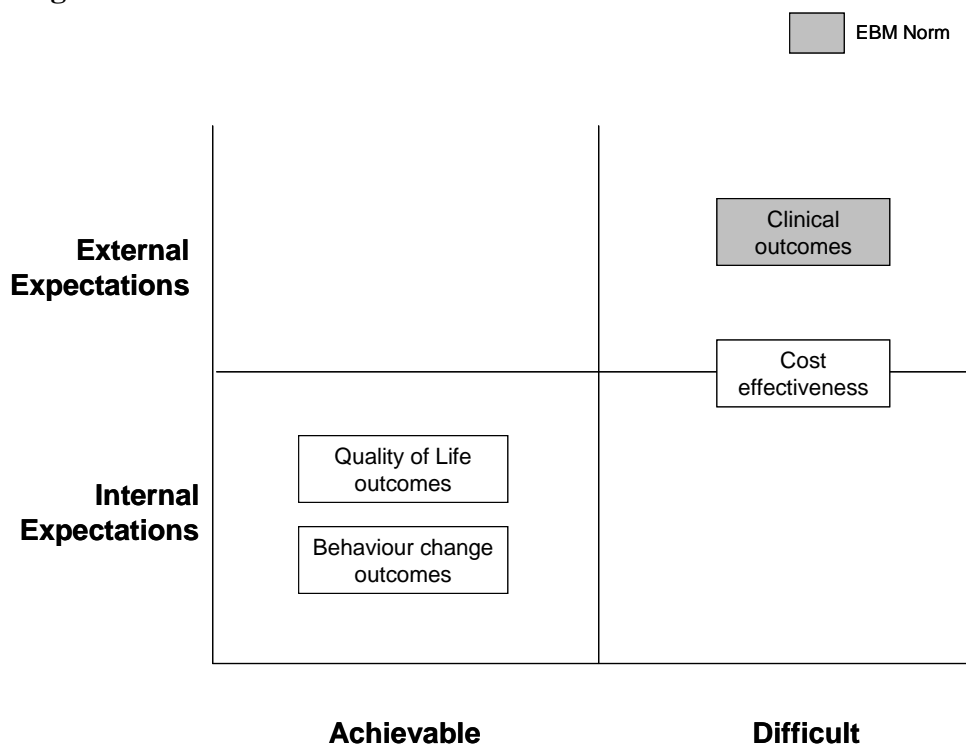 EBM Norm
External
Expectations
Clinical
outcomes
Cost
effectiveness
Internal
Expectations
Quality of Life
outcomes
Behaviour change
outcomes
Achievable
Difficult